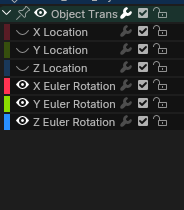 Object Trans
X Location
Y Location
Z Location
X Euler Rotation
Y Euler Rotation
Z Euler Rotation